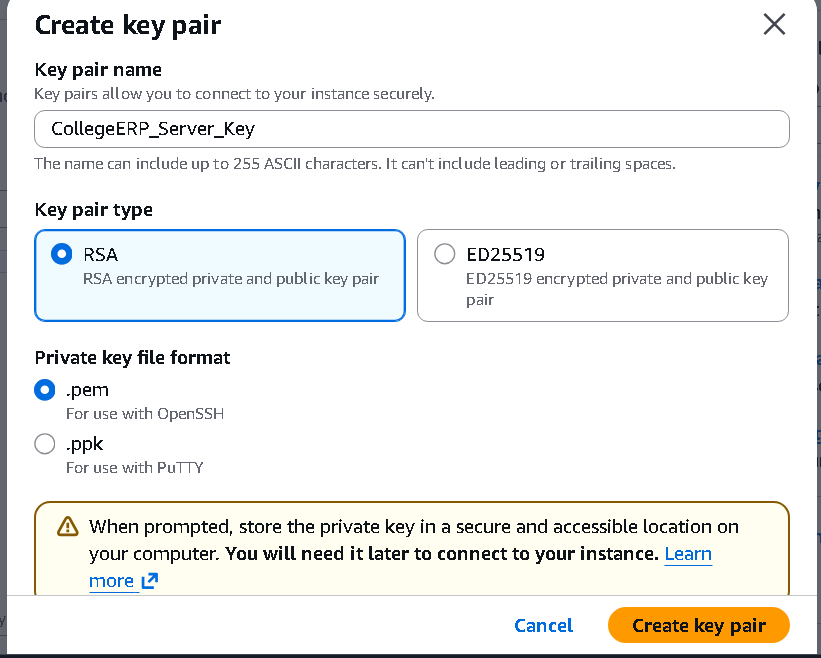 Create key pair
Key pair name
Key pairs allow you to connect to your instance securely.
CollegeERP_Server_Key
The name can include up to 255 ASCII characters. It can't include leading or trailing spaces.
Key pair type
RSA
RSA encrypted private and public key pair
ED25519
ED25519 encrypted private and public key
pair
Private key file format
.pem
For use with OpenSSH
.ppk
For use with PuTTY
When prompted, store the private key in a secure and accessible location on
your computer. You will need it later to connect to your instance. Learn
more
Cancel
Create key pair